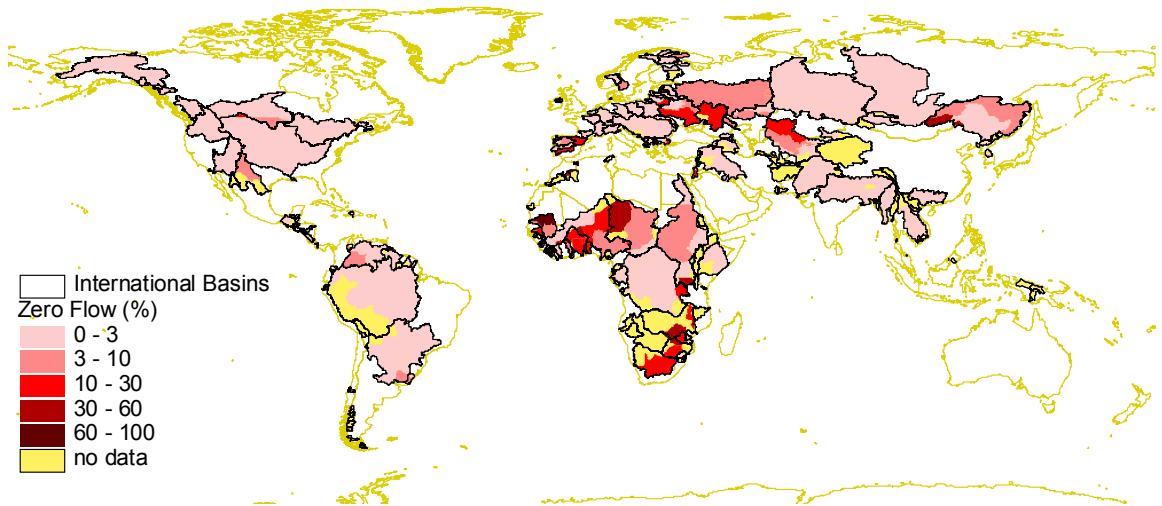 International Basins
Zero Flow (%)
0 - 3
3 - 10
10 - 30
30 - 60
60 - 100
no data